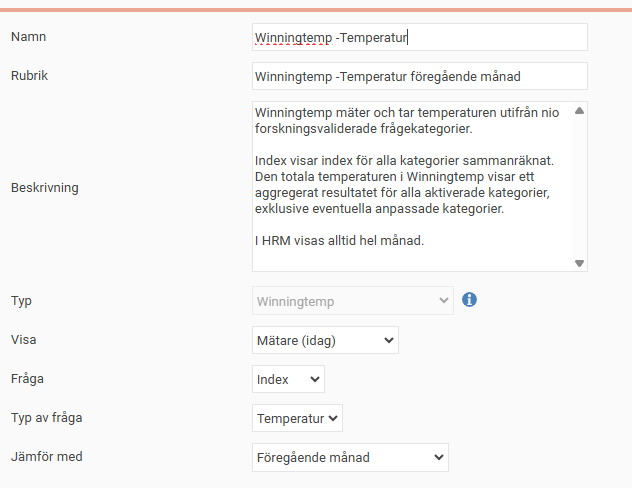 Namn
Winningtemp -Temperatur
Rubrik
Winningtemp -Temperatur föregående månad
Beskrivning
Winningtemp mäter och tar temperaturen utifrån nio
forskningsvaliderade frågekategorier.
Index visar index för alla kategorier sammanräknat.
Den totala temperaturen i Winningtemp visar ett
aggregerat resultatet för alla aktiverade kategorier,
exklusive eventuella anpassade kategorier.
I HRM visas alltid hel månad.
Typ
Winningtemp
Visa
Mätare (idag)
Fråga
Index
Typ av fråga
Temperatur
Jämför med
Föregående månad